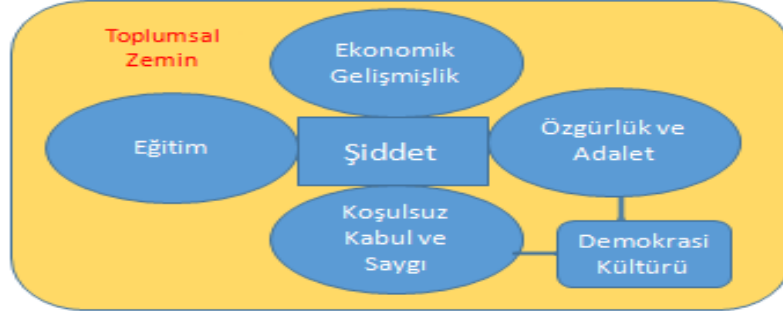 Toplumsal
Zemin
Ekonomik
Gelişmişlik
Eğitim
Şiddet
Özgürlük ve
Adalet
Koşulsuz
Kabul ve
Saygı
Demokrasi
Kültürü